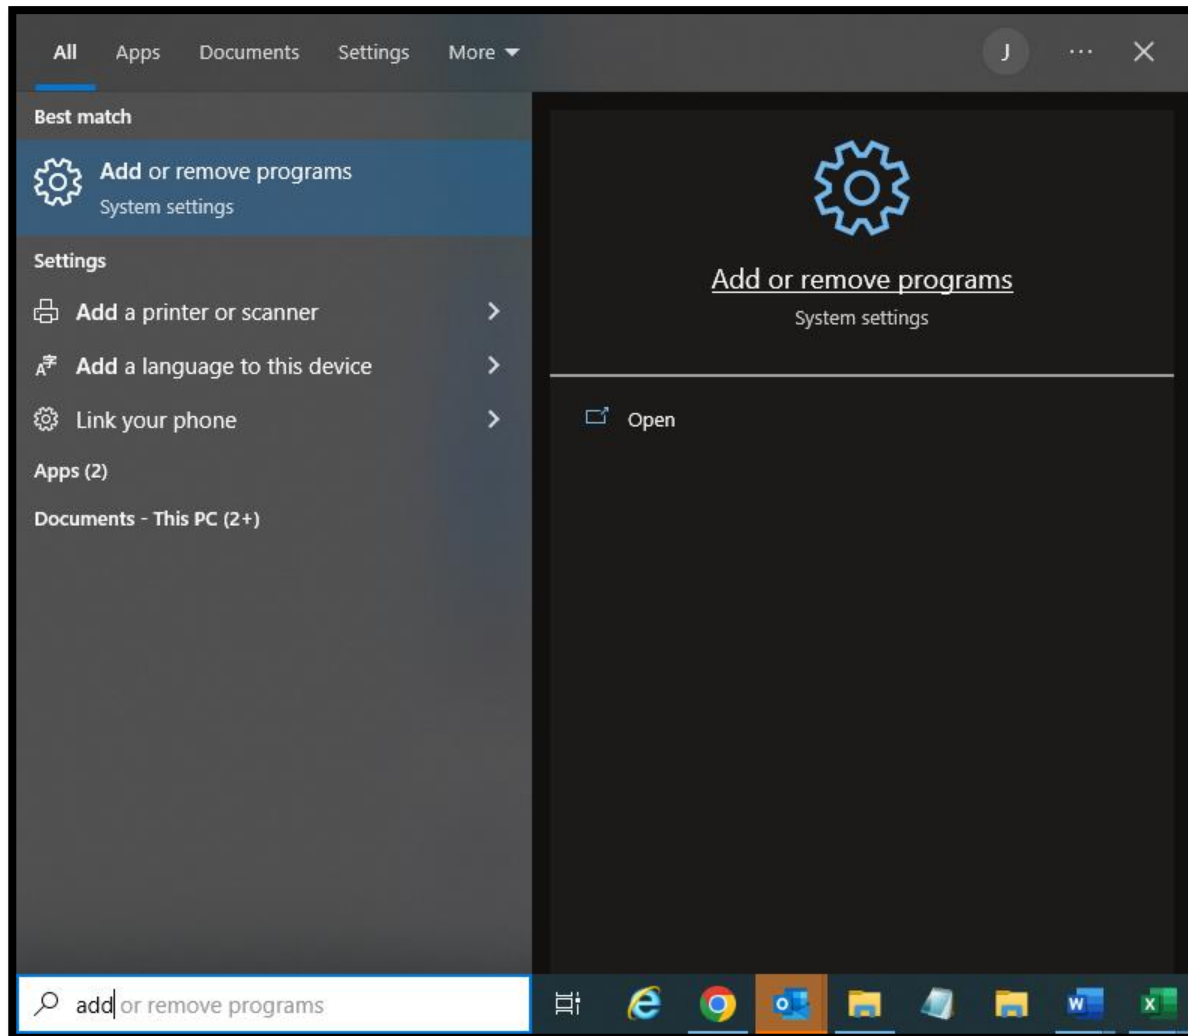 All Apps Documents Settings More
J
Best match
Add or remove programs
System settings
Settings
Add a printer or scanner
Add a language to this device
Link your phone
Apps (2)
Documents - This PC (2+)
Add or remove programs
System settings
Open
add or remove programs